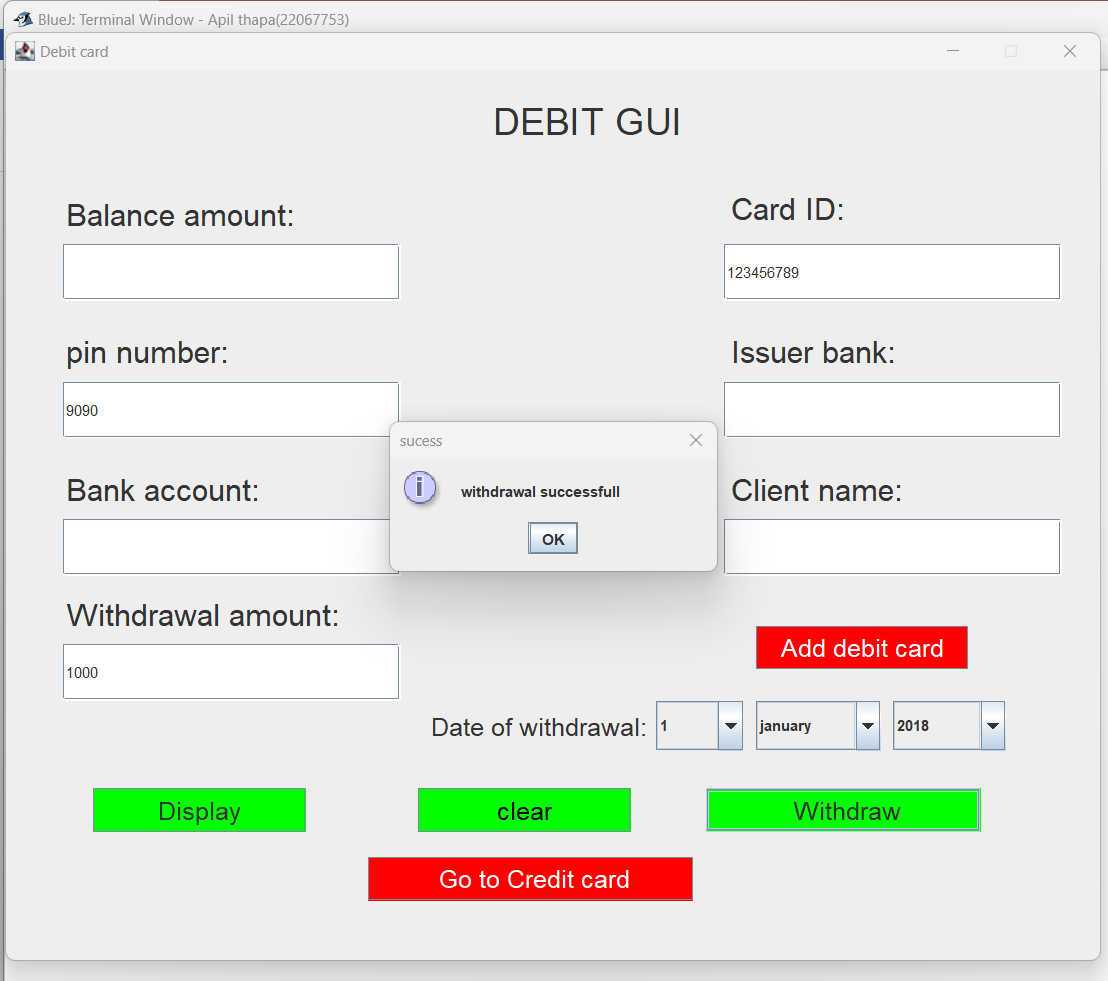 BlueJ: Terminal Window - Apil thapa(22067753)
Debit card
DEBIT GUI
Balance amount:
Card ID:
123456789
pin number:
Issuer bank:
9090
sucess
withdrawal successfull
OK
Bank account:
Client name:
Withdrawal amount:
1000
Add debit card
Date of withdrawal: 1 january 2018
Display clear Withdraw
Go to Credit card